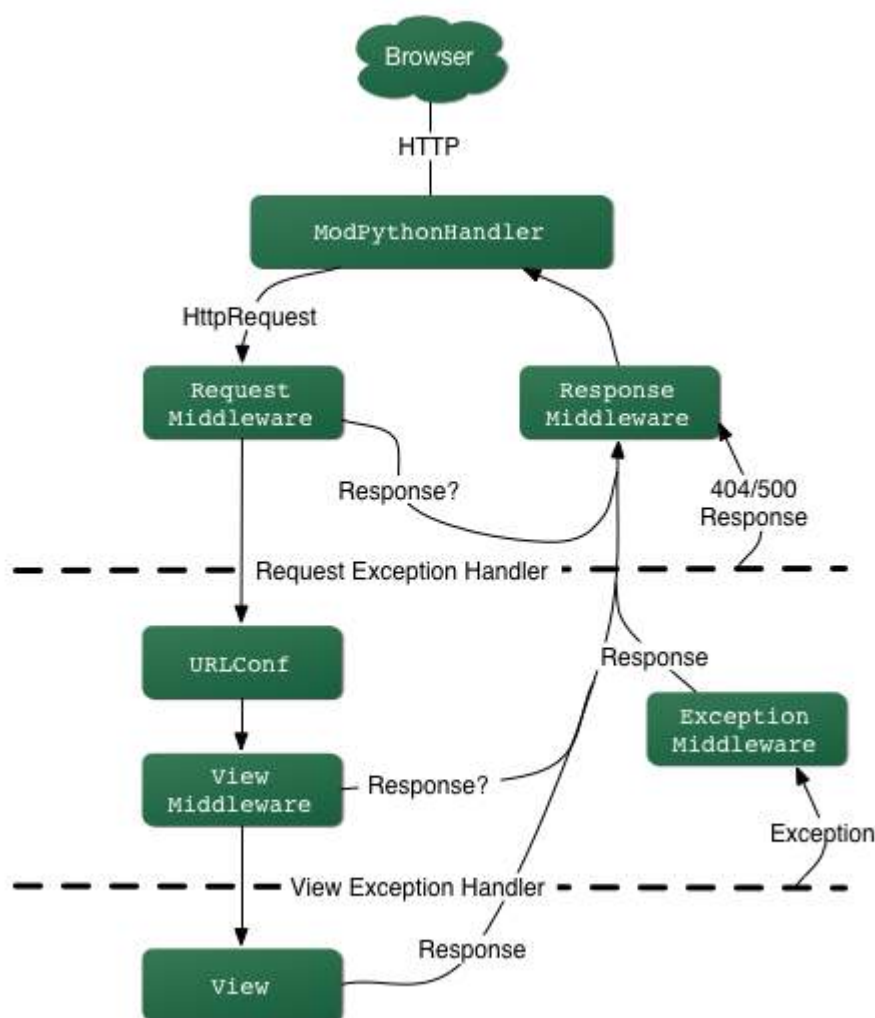 Browser
HTTP
ModPythonHandler
HttpRequest
Request
Middleware
Response
Middleware
Response?
404/500
Response
Request Exception Handler
URLConf
Response
Exception
Middleware
View
Middleware
Response?
Exception
View Exception Handler
Response
View